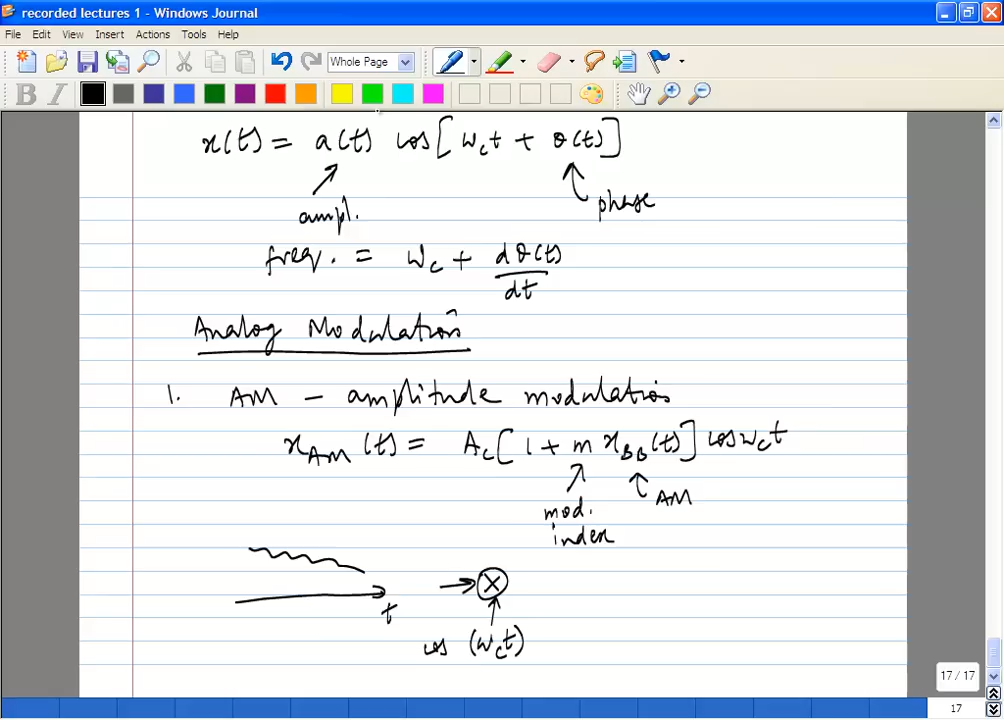 recorded lectures 1 - Windows Journal
File Edit View Insert Actions Tools Help
Whole Page
B I
x(t) = a(t) cos[ωct + θ(t)]
ampl.
phase
freq. = ωc + dθ(t)/dt
Analog Modulation
1. AM – amplitude modulation
xAM(t) = Ac[1 + m xBB(t)] cosωct
mod. index
AM
t
cos (ωct)
17 / 17
17